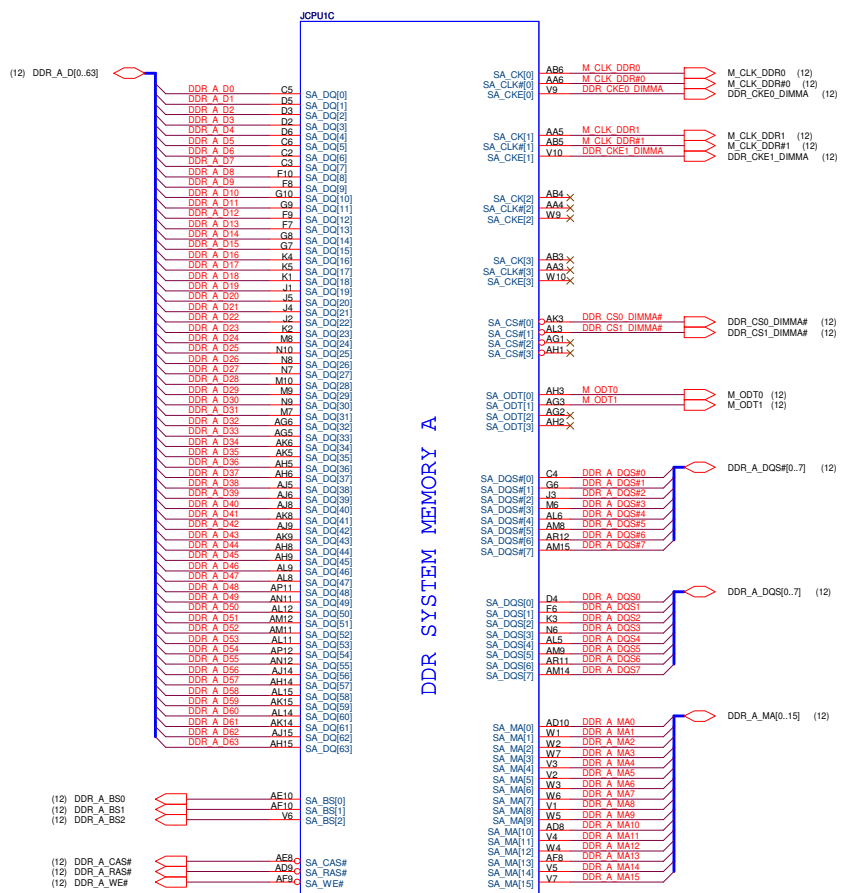 JCPU1C
(12) DDR_A_D[0..63]
DDR_A_D0 C5 SA_DQ[0]
DDR_A_D1 D5 SA_DQ[1]
DDR_A_D2 D3 SA_DQ[2]
DDR_A_D3 D2 SA_DQ[3]
DDR_A_D4 D6 SA_DQ[4]
DDR_A_D5 C6 SA_DQ[5]
DDR_A_D6 C2 SA_DQ[6]
DDR_A_D7 C3 SA_DQ[7]
DDR_A_D8 F10 SA_DQ[8]
DDR_A_D9 F8 SA_DQ[9]
DDR_A_D10 G10 SA_DQ[10]
DDR_A_D11 G9 SA_DQ[11]
DDR_A_D12 F9 SA_DQ[12]
DDR_A_D13 F7 SA_DQ[13]
DDR_A_D14 G8 SA_DQ[14]
DDR_A_D15 G7 SA_DQ[15]
DDR_A_D16 K4 SA_DQ[16]
DDR_A_D17 K5 SA_DQ[17]
DDR_A_D18 K1 SA_DQ[18]
DDR_A_D19 J1 SA_DQ[19]
DDR_A_D20 J5 SA_DQ[20]
DDR_A_D21 J4 SA_DQ[21]
DDR_A_D22 J2 SA_DQ[22]
DDR_A_D23 K2 SA_DQ[23]
DDR_A_D24 M8 SA_DQ[24]
DDR_A_D25 N10 SA_DQ[25]
DDR_A_D26 N8 SA_DQ[26]
DDR_A_D27 N7 SA_DQ[27]
DDR_A_D28 M10 SA_DQ[28]
DDR_A_D29 M9 SA_DQ[29]
DDR_A_D30 N9 SA_DQ[30]
DDR_A_D31 M7 SA_DQ[31]
DDR_A_D32 AG6 SA_DQ[32]
DDR_A_D33 AG5 SA_DQ[33]
DDR_A_D34 AK6 SA_DQ[34]
DDR_A_D35 AK5 SA_DQ[35]
DDR_A_D36 AH5 SA_DQ[36]
DDR_A_D37 AH6 SA_DQ[37]
DDR_A_D38 AJ5 SA_DQ[38]
DDR_A_D39 AJ6 SA_DQ[39]
DDR_A_D40 AJ8 SA_DQ[40]
DDR_A_D41 AK8 SA_DQ[41]
DDR_A_D42 AJ9 SA_DQ[42]
DDR_A_D43 AK9 SA_DQ[43]
DDR_A_D44 AH8 SA_DQ[44]
DDR_A_D45 AH9 SA_DQ[45]
DDR_A_D46 AL9 SA_DQ[46]
DDR_A_D47 AL8 SA_DQ[47]
DDR_A_D48 AP11 SA_DQ[48]
DDR_A_D49 AN11 SA_DQ[49]
DDR_A_D50 AL12 SA_DQ[50]
DDR_A_D51 AM12 SA_DQ[51]
DDR_A_D52 AM11 SA_DQ[52]
DDR_A_D53 AL11 SA_DQ[53]
DDR_A_D54 AP12 SA_DQ[54]
DDR_A_D55 AN12 SA_DQ[55]
DDR_A_D56 AJ14 SA_DQ[56]
DDR_A_D57 AH14 SA_DQ[57]
DDR_A_D58 AL15 SA_DQ[58]
DDR_A_D59 AK15 SA_DQ[59]
DDR_A_D60 AL14 SA_DQ[60]
DDR_A_D61 AK14 SA_DQ[61]
DDR_A_D62 AJ15 SA_DQ[62]
DDR_A_D63 AH15 SA_DQ[63]
(12) DDR_A_BS0 AE10 SA_BS[0]
(12) DDR_A_BS1 AF10 SA_BS[1]
(12) DDR_A_BS2 V6 SA_BS[2]
(12) DDR_A_CAS# AE8 SA_CAS#
(12) DDR_A_RAS# AD9 SA_RAS#
(12) DDR_A_WE# AF9 SA_WE#
DDR SYSTEM MEMORY A
SA_CK[0] AB6 M_CLK_DDR0 M_CLK_DDR0 (12)
SA_CLK#[0] AA6 M_CLK_DDR#0 M_CLK_DDR#0 (12)
SA_CKE[0] V9 DDR_CKE0_DIMMA DDR_CKE0_DIMMA (12)
SA_CK[1] AA5 M_CLK_DDR1 M_CLK_DDR1 (12)
SA_CLK#[1] AB5 M_CLK_DDR#1 M_CLK_DDR#1 (12)
SA_CKE[1] V10 DDR_CKE1_DIMMA DDR_CKE1_DIMMA (12)
SA_CK[2] AB4
SA_CLK#[2] AA4
SA_CKE[2] W9
SA_CK[3] AB3
SA_CLK#[3] AA3
SA_CKE[3] W10
SA_CS#[0] AK3 DDR_CS0_DIMMA# DDR_CS0_DIMMA# (12)
SA_CS#[1] AL3 DDR_CS1_DIMMA# DDR_CS1_DIMMA# (12)
SA_CS#[2] AG1
SA_CS#[3] AH1
SA_ODT[0] AH3 M_ODT0 M_ODT0 (12)
SA_ODT[1] AG3 M_ODT1 M_ODT1 (12)
SA_ODT[2] AG2
SA_ODT[3] AH2
DDR_A_DQS#[0..7] (12)
SA_DQS#[0] C4 DDR_A_DQS#0
SA_DQS#[1] G6 DDR_A_DQS#1
SA_DQS#[2] J3 DDR_A_DQS#2
SA_DQS#[3] M6 DDR_A_DQS#3
SA_DQS#[4] AL6 DDR_A_DQS#4
SA_DQS#[5] AM8 DDR_A_DQS#5
SA_DQS#[6] AR12 DDR_A_DQS#6
SA_DQS#[7] AM15 DDR_A_DQS#7
DDR_A_DQS[0..7] (12)
SA_DQS[0] D4 DDR_A_DQS0
SA_DQS[1] F6 DDR_A_DQS1
SA_DQS[2] K3 DDR_A_DQS2
SA_DQS[3] N6 DDR_A_DQS3
SA_DQS[4] AL5 DDR_A_DQS4
SA_DQS[5] AM9 DDR_A_DQS5
SA_DQS[6] AR11 DDR_A_DQS6
SA_DQS[7] AM14 DDR_A_DQS7
DDR_A_MA[0..15] (12)
SA_MA[0] AD10 DDR_A_MA0
SA_MA[1] W1 DDR_A_MA1
SA_MA[2] W2 DDR_A_MA2
SA_MA[3] W7 DDR_A_MA3
SA_MA[4] V3 DDR_A_MA4
SA_MA[5] V2 DDR_A_MA5
SA_MA[6] W3 DDR_A_MA6
SA_MA[7] W6 DDR_A_MA7
SA_MA[8] V1 DDR_A_MA8
SA_MA[9] W5 DDR_A_MA9
SA_MA[10] AD8 DDR_A_MA10
SA_MA[11] V4 DDR_A_MA11
SA_MA[12] W4 DDR_A_MA12
SA_MA[13] AF8 DDR_A_MA13
SA_MA[14] V5 DDR_A_MA14
SA_MA[15] V7 DDR_A_MA15